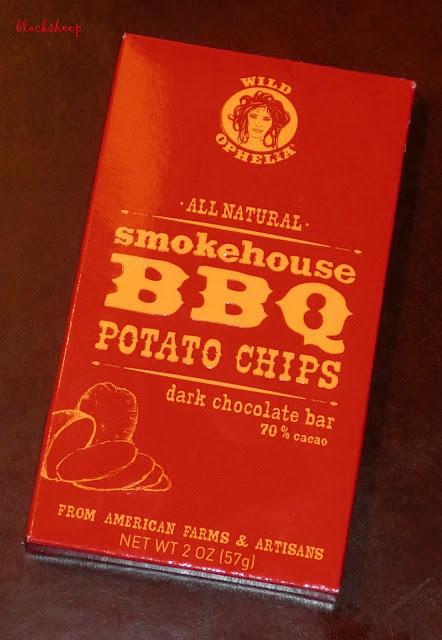 blacksheep
WILD
OPHELIA
· ALL NATURAL ·
smokehouse
BBQ
POTATO CHIPS
dark chocolate bar
70% cacao
FROM AMERICAN FARMS & ARTISANS
NET WT 2 OZ (57g)